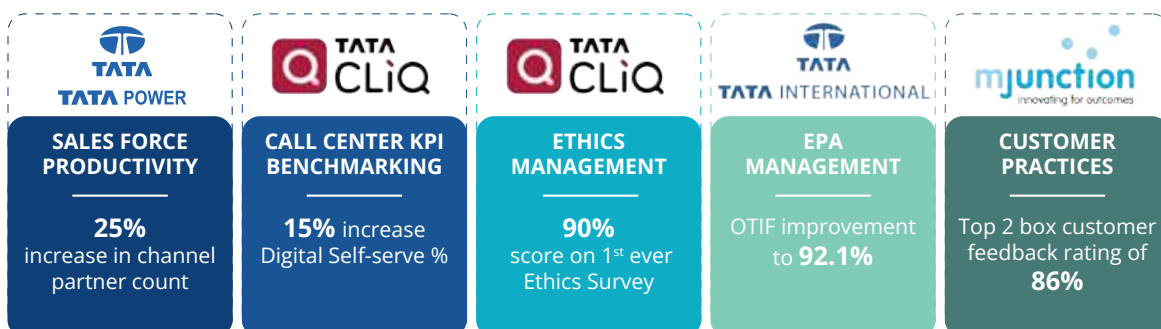 TATA
TATA POWER
SALES FORCE
PRODUCTIVITY
25%
increase in channel
partner count
TATA
CLiQ
CALL CENTER KPI
BENCHMARKING
15% increase
Digital Self-serve %
TATA
CLiQ
ETHICS
MANAGEMENT
90%
score on 1st ever
Ethics Survey
TATA
TATA INTERNATIONAL
EPA
MANAGEMENT
OTIF improvement
to 92.1%
mjunction
innovating for outcomes
CUSTOMER
PRACTICES
Top 2 box customer
feedback rating of
86%